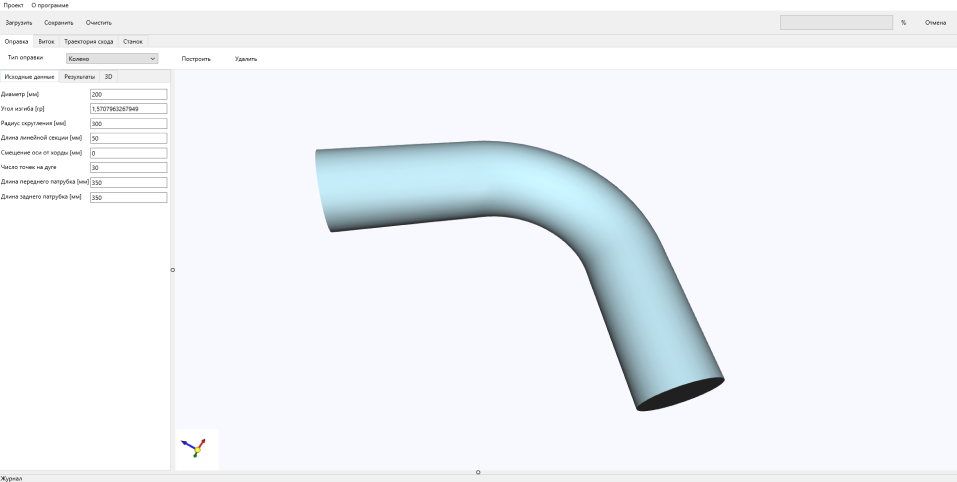 Проект О программе
Загрузить Сохранить Очистить % Отмена
Оправка Виток Траектория схода Станок
Тип оправки Колено Построить Удалить
Исходные данные Результаты 3D
Диаметр [мм] 200
Угол изгиба [гр] 1,5707963267949
Радиус округления [мм] 300
Длина линейной секции [мм] 50
Смещение оси от хорды [мм] 0
Число точек на дуге 30
Длина переднего патрубка [мм] 350
Длина заднего патрубка [мм] 350
Журнал